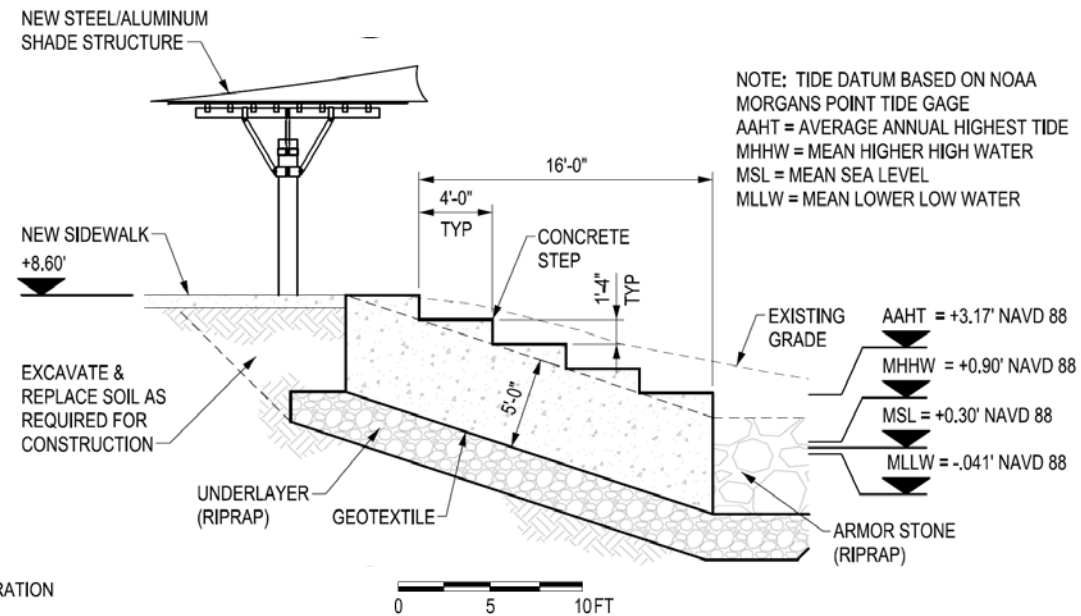 NEW STEEL/ALUMINUM
SHADE STRUCTURE
NOTE: TIDE DATUM BASED ON NOAA
MORGANS POINT TIDE GAGE
AAHT = AVERAGE ANNUAL HIGHEST TIDE
MHHW = MEAN HIGHER HIGH WATER
MSL = MEAN SEA LEVEL
MLLW = MEAN LOWER LOW WATER
16'-0"
4'-0"
TYP
CONCRETE
STEP
1'-4"
TYP
NEW SIDEWALK
+8.60'
EXISTING
GRADE
AAHT = +3.17' NAVD 88
MHHW = +0.90' NAVD 88
MSL = +0.30' NAVD 88
MLLW = -.041' NAVD 88
EXCAVATE &
REPLACE SOIL AS
REQUIRED FOR
CONSTRUCTION
5'-0"
UNDERLAYER
(RIPRAP)
GEOTEXTILE
ARMOR STONE
(RIPRAP)
RATION
0 5 10 FT